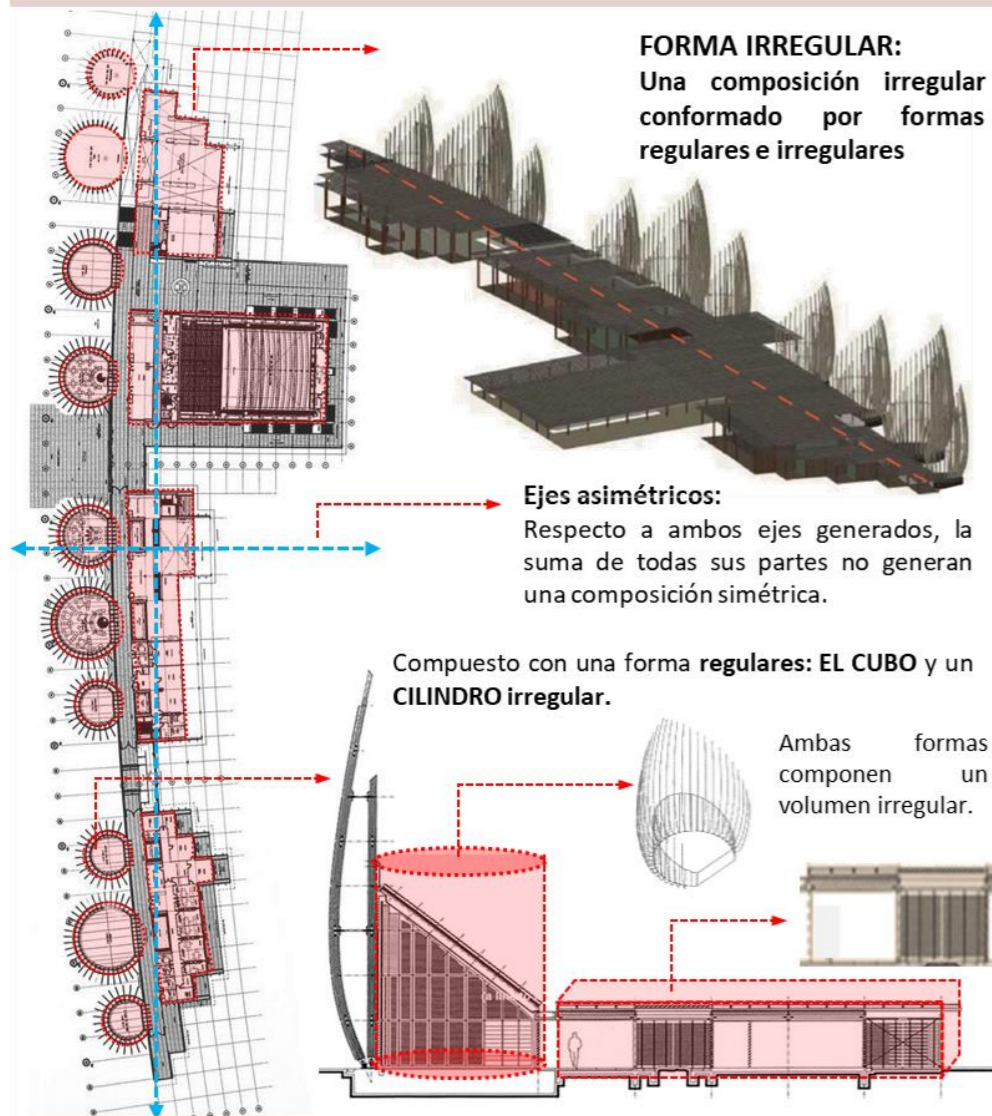 FORMA IRREGULAR:
Una composición irregular
conformado por formas
regulares e irregulares
Ejes asimétricos:
Respecto a ambos ejes generados, la
suma de todas sus partes no generan
una composición simétrica.
Compuesto con una forma regulares: EL CUBO y un
CILINDRO irregular.
Ambas formas
componen un
volumen irregular.